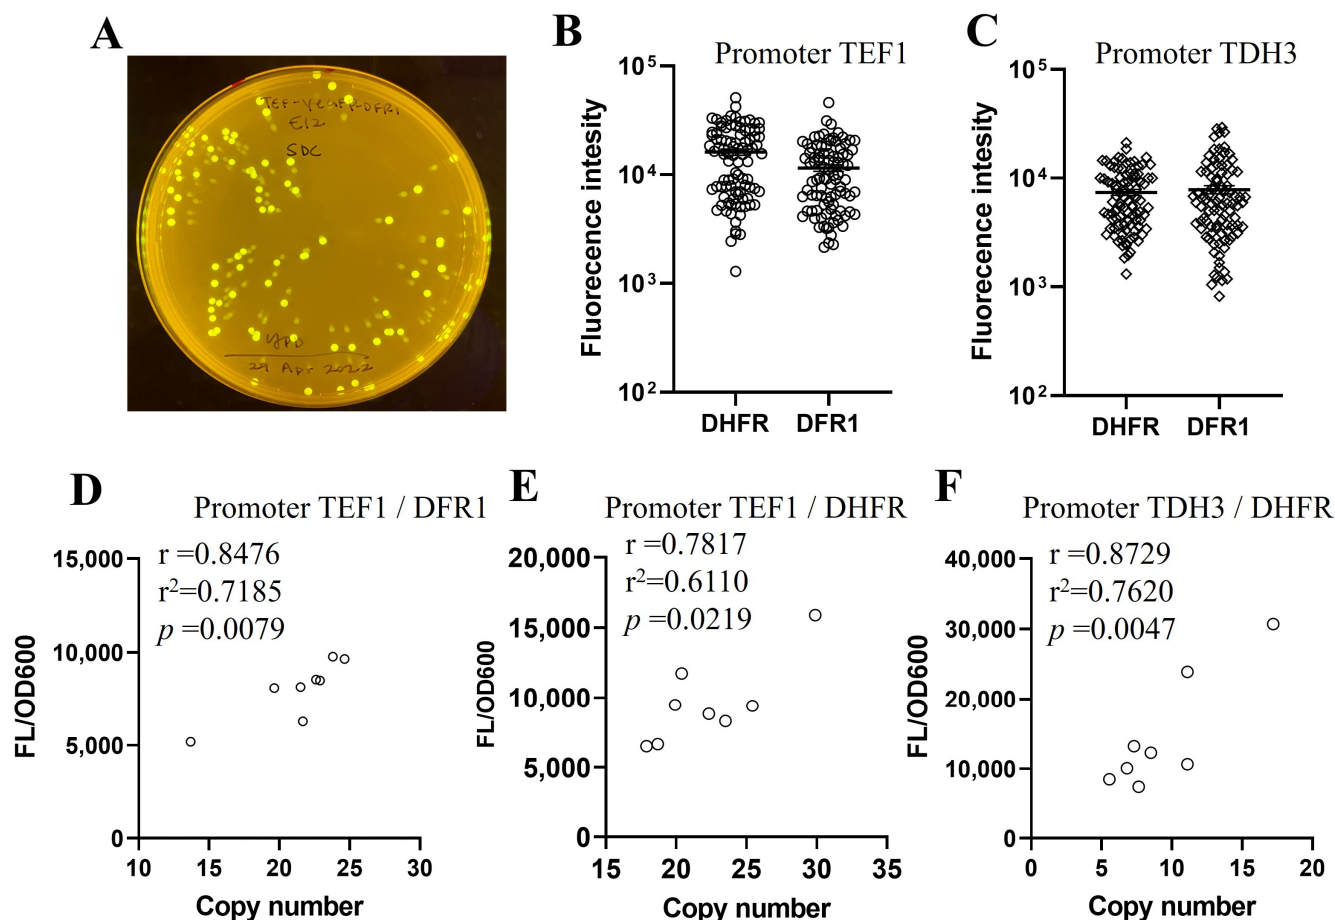 A
TEF-yEGFP-DFR1
E12
SDC
YPD
29 Apr 2022
B
Promoter TEF1
Fluorecence intesity
10⁵
10⁴
10³
10²
DHFR DFR1
C
Promoter TDH3
Fluorecence intesity
10⁵
10⁴
10³
10²
DHFR DFR1
D
Promoter TEF1 / DFR1
r =0.8476
r²=0.7185
p =0.0079
FL/OD600
15,000
10,000
5,000
0
10 15 20 25 30
Copy number
E
Promoter TEF1 / DHFR
r =0.7817
r²=0.6110
p =0.0219
FL/OD600
20,000
15,000
10,000
5,000
0
15 20 25 30 35
Copy number
F
Promoter TDH3 / DHFR
r =0.8729
r²=0.7620
p =0.0047
FL/OD600
40,000
30,000
20,000
10,000
0
0 5 10 15 20
Copy number